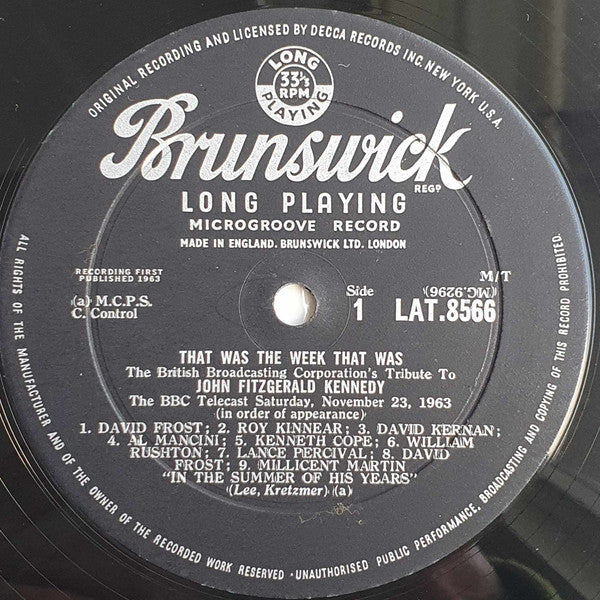 ORIGINAL RECORDING AND LICENSED BY DECCA RECORDS INC. NEW YORK U.S.A.
LONG
33⅓
RPM
PLAYING
Brunswick
REGD
LONG PLAYING
MICROGROOVE RECORD
MADE IN ENGLAND. BRUNSWICK LTD. LONDON
RECORDING FIRST
PUBLISHED 1963
M/T
(MG.9296)
(a) M.C.P.S.
C. Control
Side
1
LAT.8566
THAT WAS THE WEEK THAT WAS
The British Broadcasting Corporation's Tribute To
JOHN FITZGERALD KENNEDY
The BBC Telecast Saturday, November 23, 1963
(in order of appearance)
1. DAVID FROST; 2. ROY KINNEAR; 3. DAVID KERNAN;
4. AL MANCINI; 5. KENNETH COPE; 6. WILLIAM
RUSHTON; 7. LANCE PERCIVAL; 8. DAVID
FROST; 9. MILLICENT MARTIN
"IN THE SUMMER OF HIS YEARS"
(Lee, Kretzmer) (a)
ALL RIGHTS OF THE MANUFACTURER AND OF THE OWNER OF THE RECORDED WORK RESERVED · UNAUTHORISED PUBLIC PERFORMANCE, BROADCASTING AND COPYING OF THIS RECORD PROHIBITED.